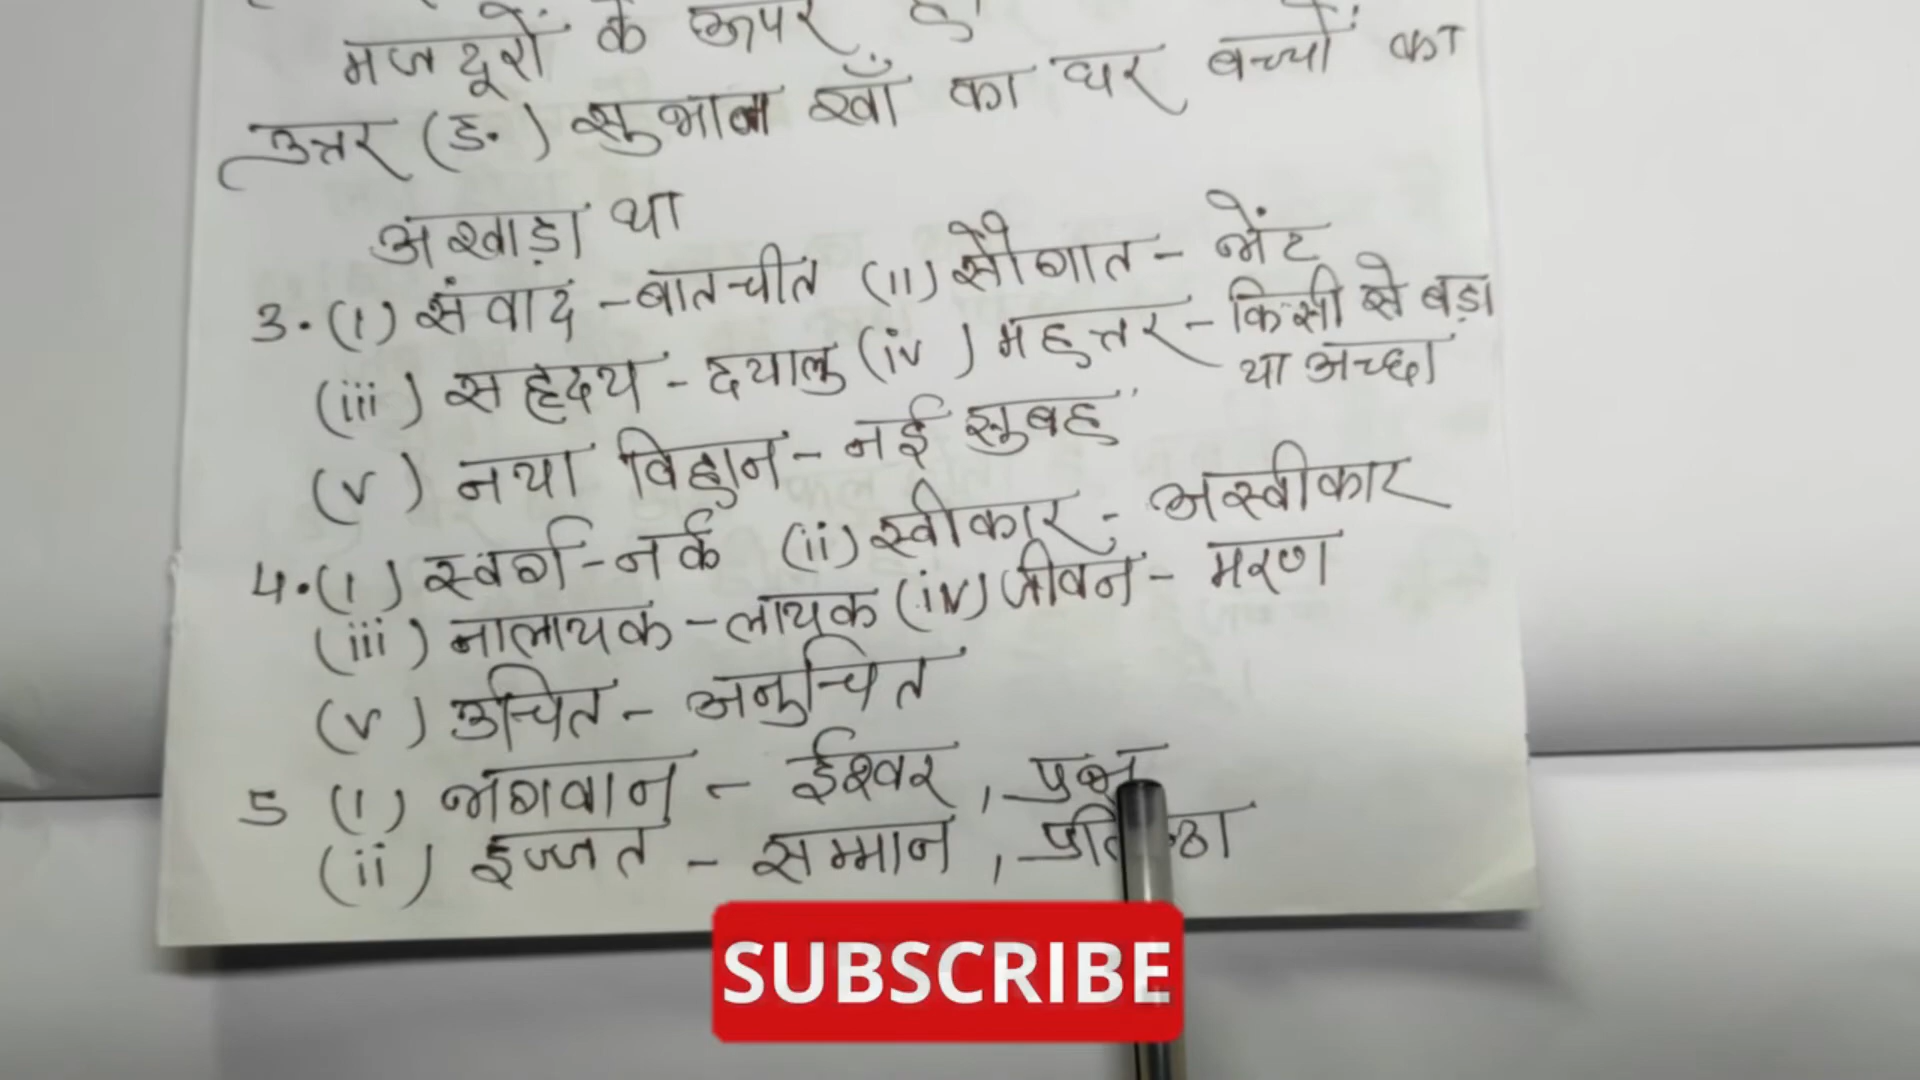 मजदूरों के ऊपर है।
उत्तर (ड.) सुभान खाँ का घर बच्चों का
अखाड़ा था
3. (i) संवाद - बातचीत (ii) सौगात - भेंट
(iii) सहृदय - दयालु (iv) महत्तर - किसी से बड़ा
या अच्छा
(v) नया विहान - नई सुबह
4. (i) स्वर्ग - नर्क (ii) स्वीकार - अस्वीकार
(iii) नालायक - लायक (iv) जीवन - मरण
(v) उचित - अनुचित
5 (i) भगवान - ईश्वर ,
(ii) इज्जत - सम्मान ,
SUBSCRIBE